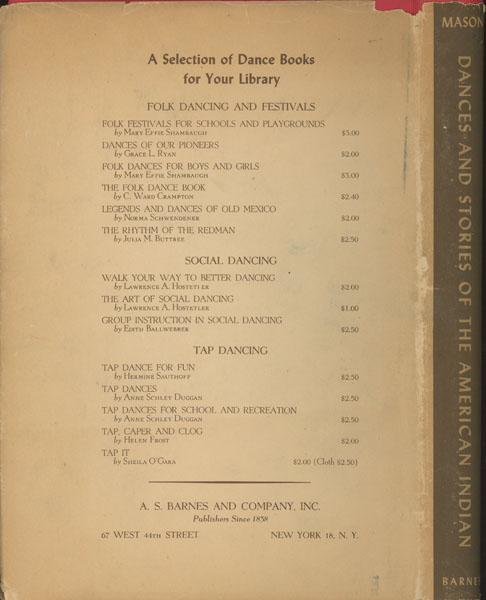 A Selection of Dance Books
for Your Library
FOLK DANCING AND FESTIVALS
FOLK FESTIVALS FOR SCHOOLS AND PLAYGROUNDS
by Mary Effie Shambaugh $3.00
DANCES OF OUR PIONEERS
by Grace L. Ryan $2.00
FOLK DANCES FOR BOYS AND GIRLS
by Mary Effie Shambaugh $3.00
THE FOLK DANCE BOOK
by C. Ward Crampton $2.40
LEGENDS AND DANCES OF OLD MEXICO
by Norma Schwendener $2.00
THE RHYTHM OF THE REDMAN
by Julia M. Buttree $2.50
SOCIAL DANCING
WALK YOUR WAY TO BETTER DANCING
by Lawrence A. Hostetler $2.00
THE ART OF SOCIAL DANCING
by Lawrence A. Hostetler $1.00
GROUP INSTRUCTION IN SOCIAL DANCING
by Edith Ballwebber $2.50
TAP DANCING
TAP DANCE FOR FUN
by Hermine Sauthoff $2.50
TAP DANCES
by Anne Schley Duggan $2.50
TAP DANCES FOR SCHOOL AND RECREATION
by Anne Schley Duggan $2.50
TAP, CAPER AND CLOG
by Helen Frost $2.00
TAP IT
by Sheila O'Gara $2.00 (Cloth $2.50)
A. S. BARNES AND COMPANY, INC.
Publishers Since 1838
67 WEST 44TH STREET NEW YORK 18, N. Y.
MASON
DANCES AND STORIES OF THE AMERICAN INDIAN
BARNE